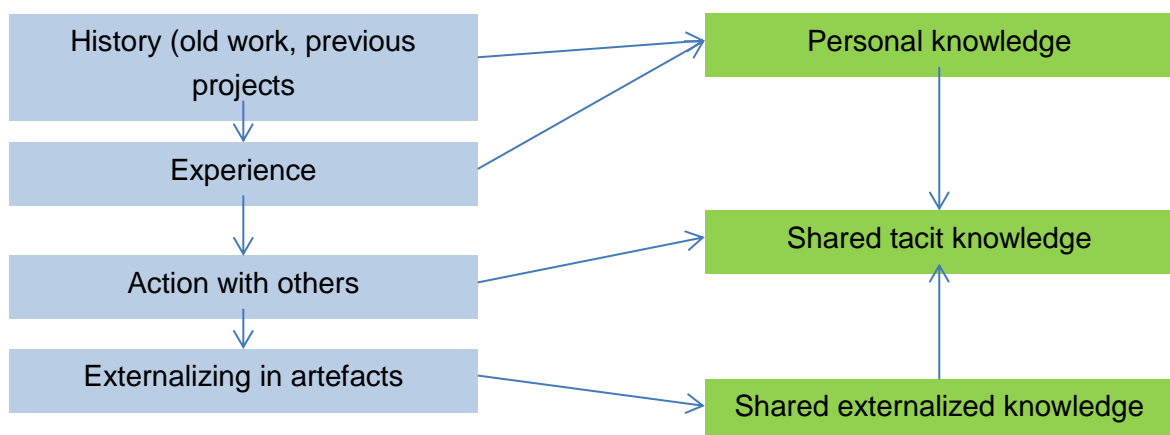 History (old work, previous
projects
Experience
Action with others
Externalizing in artefacts
Personal knowledge
Shared tacit knowledge
Shared externalized knowledge